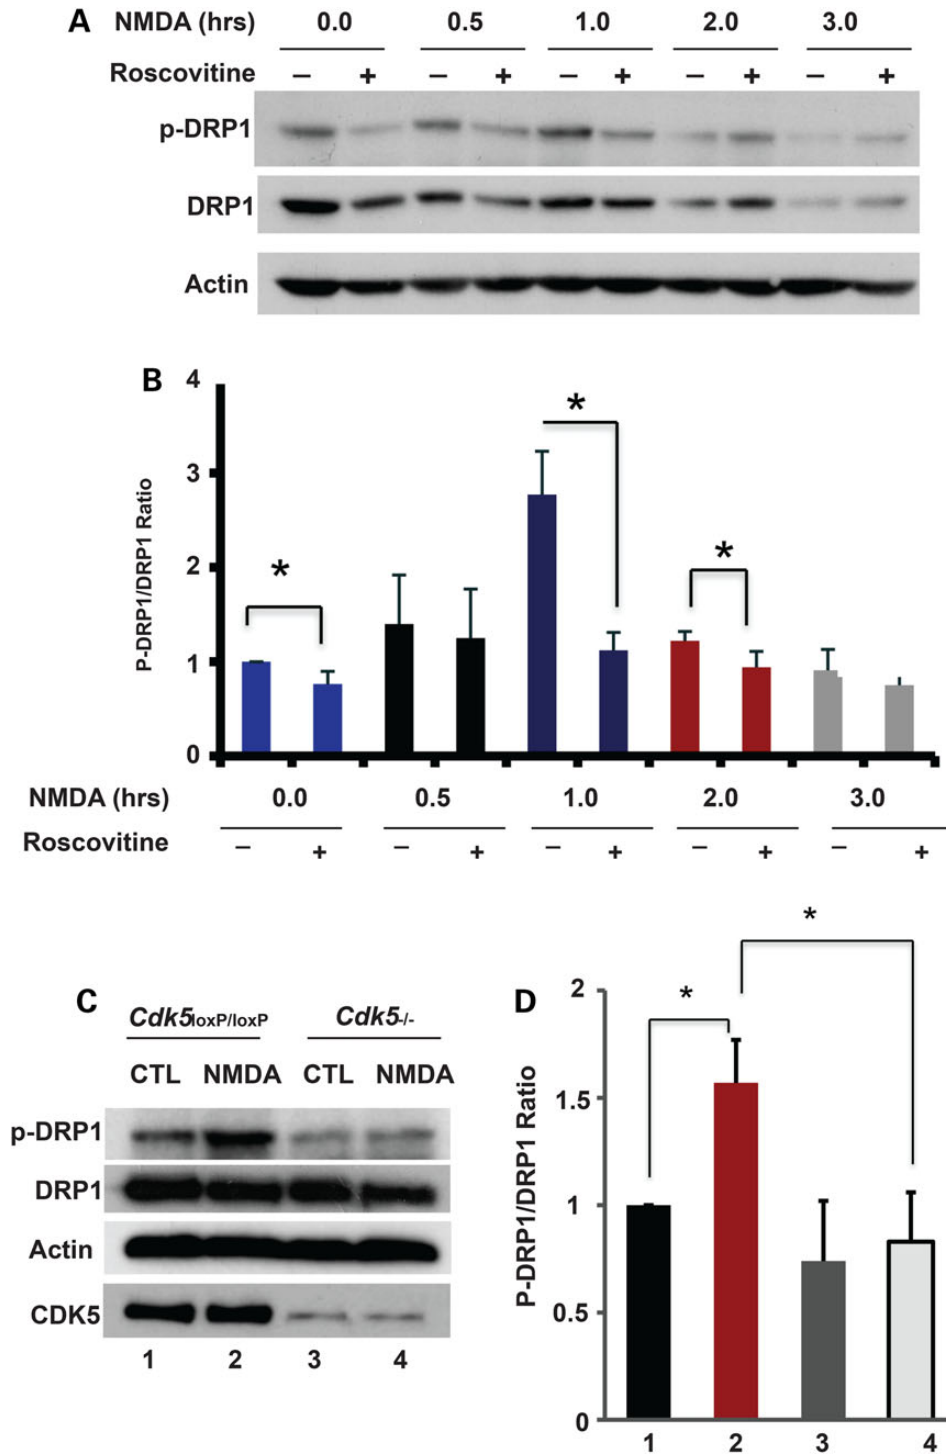 A NMDA (hrs) 0.0 0.5 1.0 2.0 3.0
Roscovitine − + − + − + − + − +
p-DRP1
DRP1
Actin
B
4
3
2
1
0
P-DRP1/DRP1 Ratio
*
*
*
NMDA (hrs) 0.0 0.5 1.0 2.0 3.0
Roscovitine − + − + − + − + − +
C
Cdk5loxP/loxP Cdk5-/-
CTL NMDA CTL NMDA
p-DRP1
DRP1
Actin
CDK5
1 2 3 4
D
*
*
2
1.5
1
0.5
0
P-DRP1/DRP1 Ratio
1 2 3 4